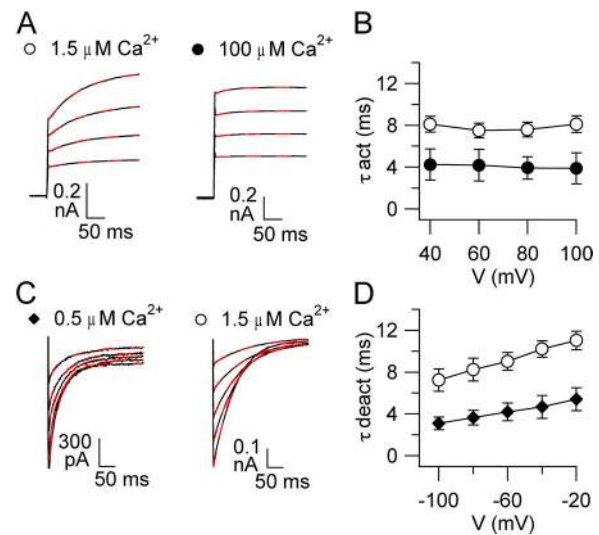 A
○ 1.5 μM Ca²⁺
● 100 μM Ca²⁺
0.2
nA
50 ms
0.2
nA
50 ms
B
τ act (ms)
12
8
4
0
40 60 80 100
V (mV)
C
◆ 0.5 μM Ca²⁺
○ 1.5 μM Ca²⁺
300
pA
50 ms
0.1
nA
50 ms
D
τ deact (ms)
12
8
4
0
-100 -60 -20
V (mV)